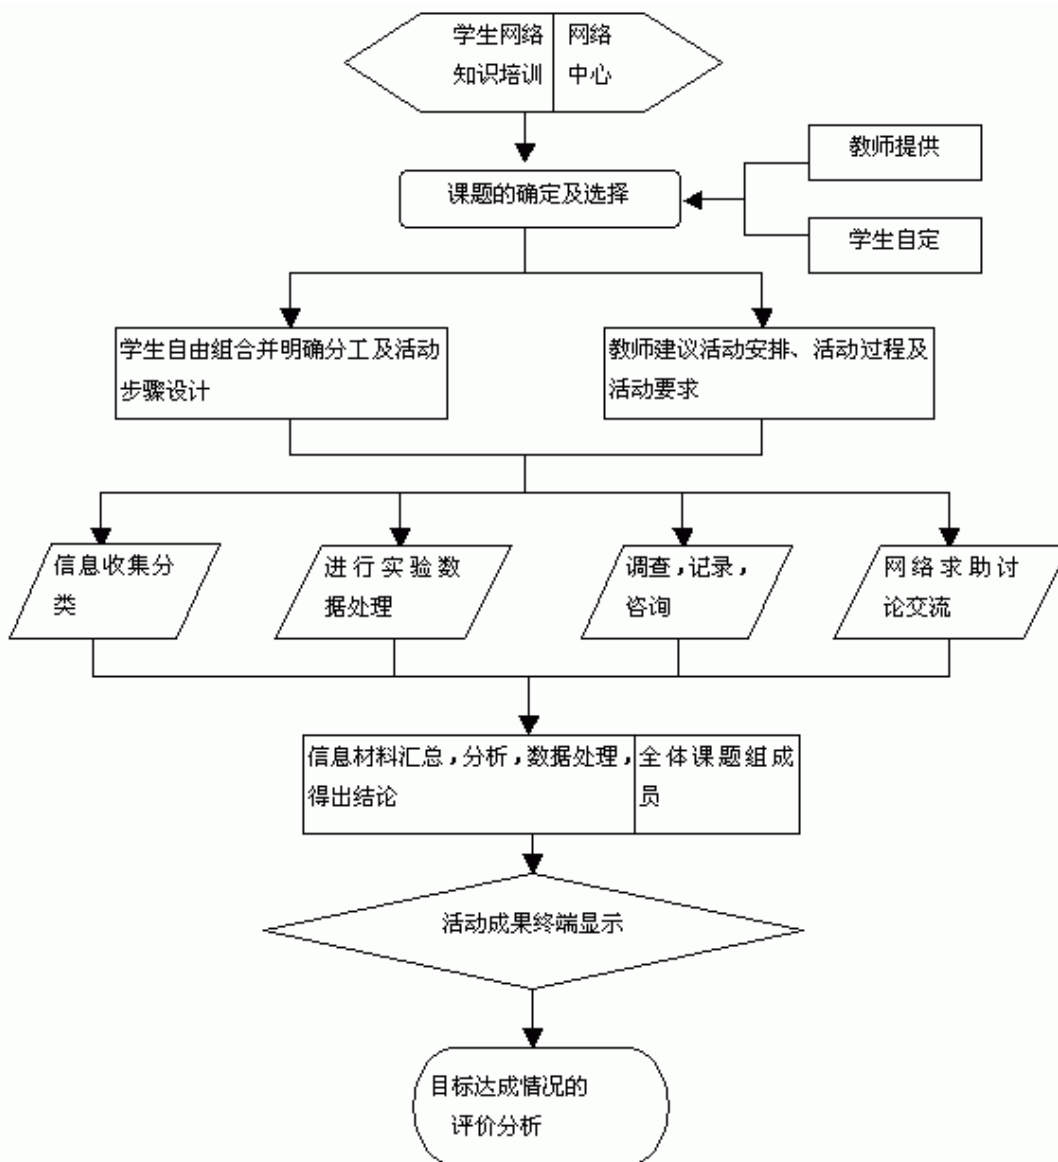 学生网络
知识培训
网络
中心
教师提供
课题的确定及选择
学生自定
学生自由组合并明确分工及活动
步骤设计
教师建议活动安排、活动过程及
活动要求
信息收集分
类
进行实验数
据处理
调查，记录，
咨询
网络求助讨
论交流
信息材料汇总，分析，数据处理，
得出结论
全体课题组成
员
活动成果终端显示
目标达成情况的
评价分析